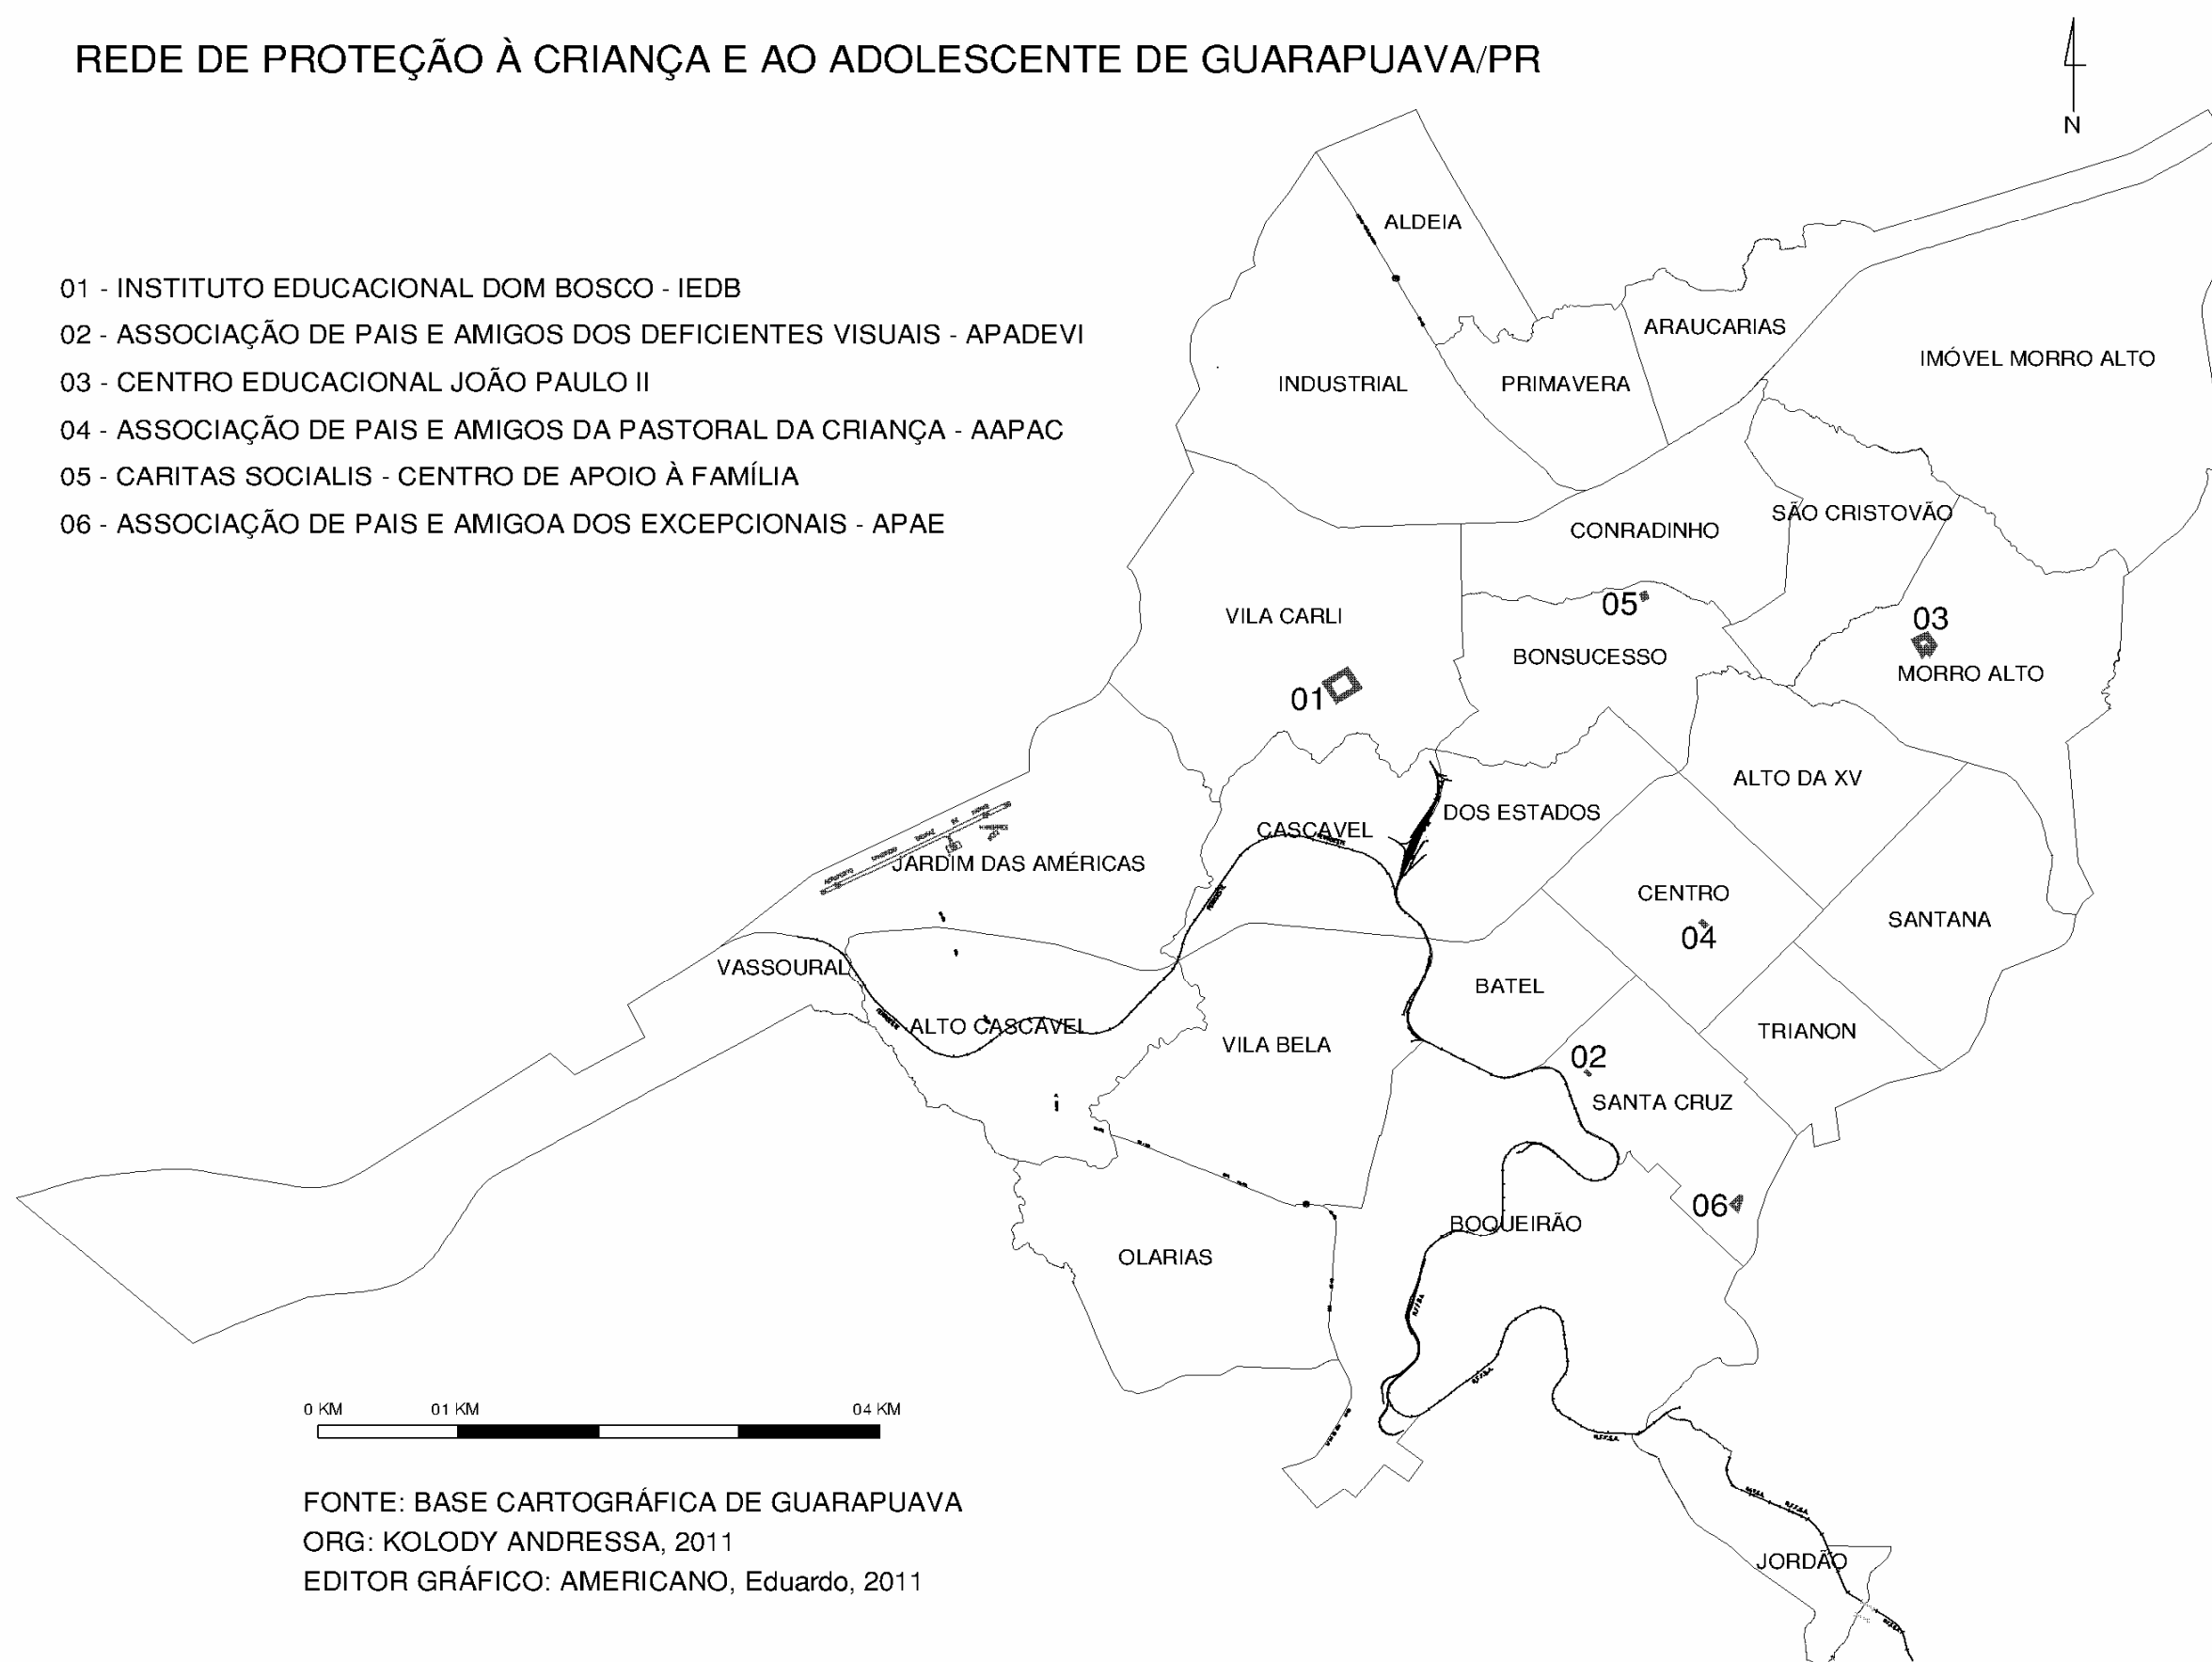 REDE DE PROTEÇÃO À CRIANÇA E AO ADOLESCENTE DE GUARAPUAVA/PR
N
01 - INSTITUTO EDUCACIONAL DOM BOSCO - IEDB
02 - ASSOCIAÇÃO DE PAIS E AMIGOS DOS DEFICIENTES VISUAIS - APADEVI
03 - CENTRO EDUCACIONAL JOÃO PAULO II
04 - ASSOCIAÇÃO DE PAIS E AMIGOS DA PASTORAL DA CRIANÇA - AAPAC
05 - CARITAS SOCIALIS - CENTRO DE APOIO À FAMÍLIA
06 - ASSOCIAÇÃO DE PAIS E AMIGOA DOS EXCEPCIONAIS - APAE
ALDEIA
ARAUCARIAS
IMÓVEL MORRO ALTO
INDUSTRIAL
PRIMAVERA
SÃO CRISTOVÃO
CONRADINHO
05
VILA CARLI
03
BONSUCESSO
MORRO ALTO
01
ALTO DA XV
DOS ESTADOS
CASCAVEL
JARDIM DAS AMÉRICAS
CENTRO
SANTANA
04
VASSOURAL
BATEL
ALTO CASCAVEL
TRIANON
VILA BELA
02
SANTA CRUZ
06
BOQUEIRÃO
OLARIAS
0 KM
01 KM
04 KM
FONTE: BASE CARTOGRÁFICA DE GUARAPUAVA
ORG: KOLODY ANDRESSA, 2011
EDITOR GRÁFICO: AMERICANO, Eduardo, 2011
JORDÃO